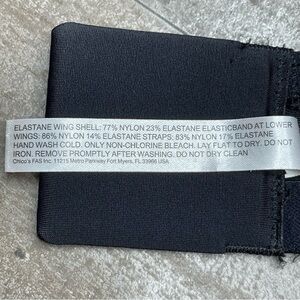 ELASTANE WING SHELL: 77% NYLON 23% ELASTANE ELASTICBAND AT LOWER
WINGS: 86% NYLON 14% ELASTANE STRAPS: 83% NYLON 17% ELASTANE
HAND WASH COLD. ONLY NON-CHLORINE BLEACH. LAY FLAT TO DRY. DO NOT
IRON. REMOVE PROMPTLY AFTER WASHING. DO NOT DRY CLEAN
Chico's FAS Inc. 11215 Metro Parkway Fort Myers, FL 33966 USA